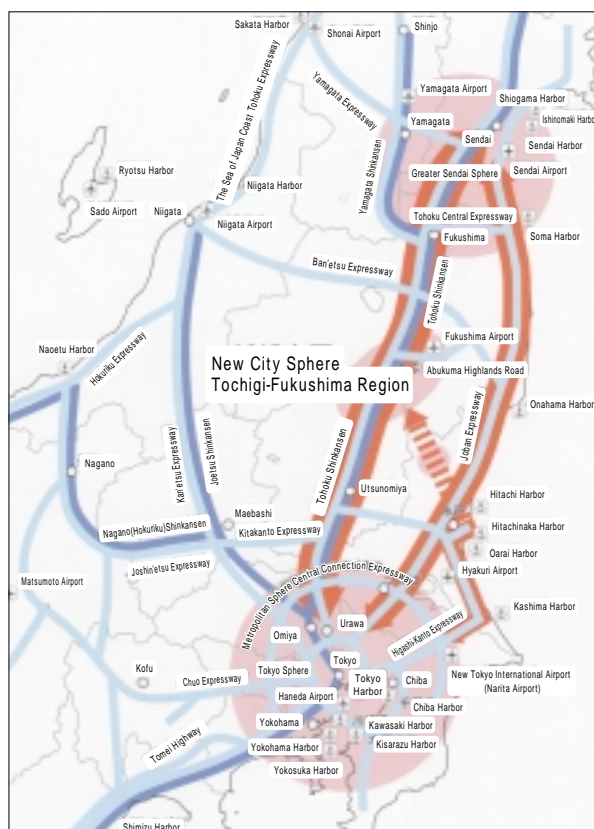 Sakata Harbor
Shonai Airport
Shinjo
The Sea of Japan Coast Tohoku Expressway
Yamagata Expressway
Yamagata Airport
Shiogama Harbor
Yamagata
Ishinomaki Harbor
Sendai
Sendai Harbor
Ryotsu Harbor
Niigata Harbor
Yamagata Shinkansen
Greater Sendai Sphere
Sendai Airport
Sado Airport
Niigata
Niigata Airport
Tohoku Central Expressway
Soma Harbor
Fukushima
Ban'etsu Expressway
Tohoku Shinkansen
Fukushima Airport
Naoetu Harbor
Hokuriku Expressway
New City Sphere
Tochigi-Fukushima Region
Abukuma Highlands Road
Onahama Harbor
Joban Expressway
Kan'etsu Expressway
Joetsu Shinkansen
Tohoku Shinkansen
Nagano
Utsunomiya
Hitachi Harbor
Maebashi
Nagano(Hokuriku)Shinkansen
Kitakanto Expressway
Hitachinaka Harbor
Oarai Harbor
Joshin'etsu Expressway
Matsumoto Airport
Metropolitan Sphere Central Connection Expressway
Hyakuri Airport
Kashima Harbor
Omiya
Urawa
Higashi-Kanto Expressway
Kofu
Chuo Expressway
Tokyo Sphere
Tokyo
Tokyo
Harbor
Chiba
New Tokyo International Airport
(Narita Airport)
Haneda Airport
Chiba Harbor
Yokohama
Kawasaki Harbor
Tomei Highway
Yokohama Harbor
Kisarazu Harbor
Yokosuka Harbor
Shimizu Harbor